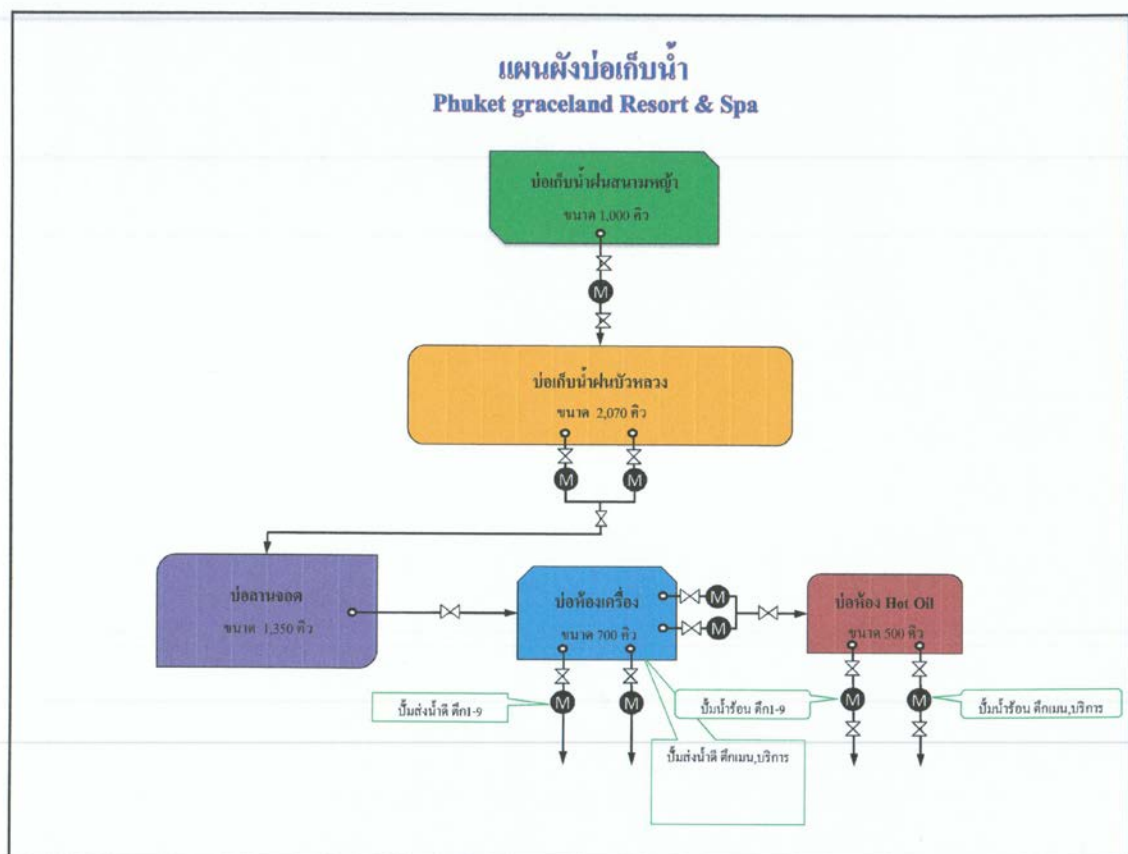 แผนผังบ่อเก็บน้ำ
Phuket graceland Resort & Spa
บ่อเก็บน้ำฝนสนามหญ้า
ขนาด 1,000 คิว
M
บ่อเก็บน้ำฝนบัวหลวง
ขนาด 2,070 คิว
M M
บ่อลานจอด
ขนาด 1,350 คิว
บ่อห้องเครื่อง
ขนาด 700 คิว
M
M
บ่อห้อง Hot Oil
ขนาด 500 คิว
ปั๊มส่งน้ำดี ตึก1-9
M M
ปั๊มน้ำร้อน ตึก1-9
M M
ปั๊มน้ำร้อน ตึกเมน,บริการ
ปั๊มส่งน้ำดี ตึกเมน,บริการ